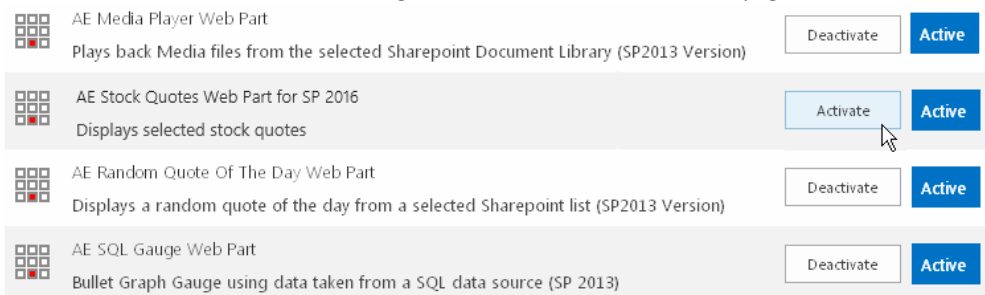 AE Media Player Web Part
Deactivate Active
Plays back Media files from the selected Sharepoint Document Library (SP2013 Version)
AE Stock Quotes Web Part for SP 2016
Activate Active
Displays selected stock quotes
AE Random Quote Of The Day Web Part
Deactivate Active
Displays a random quote of the day from a selected Sharepoint list (SP2013 Version)
AE SQL Gauge Web Part
Deactivate Active
Bullet Graph Gauge using data taken from a SQL data source (SP 2013)